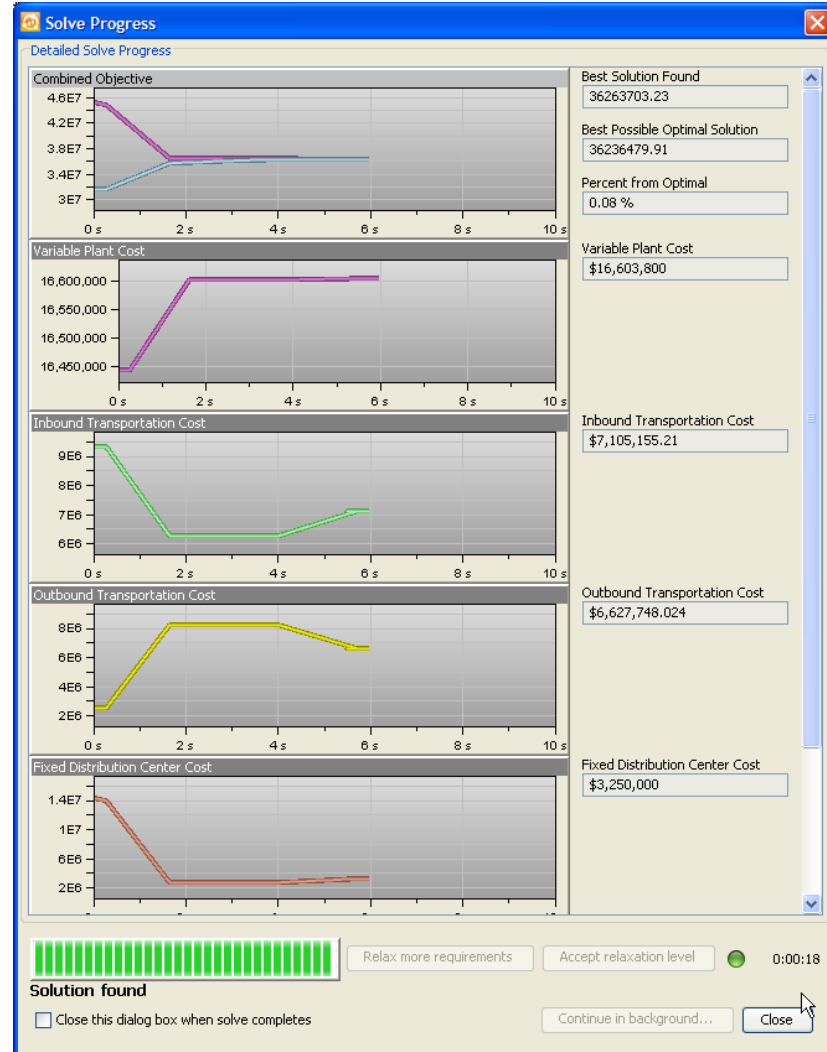 Solve Progress
Detailed Solve Progress
Combined Objective
4.6E7
4.2E7
3.8E7
3.4E7
3E7
0 s 2 s 4 s 6 s 8 s 10 s
Best Solution Found
36263703.23
Best Possible Optimal Solution
36236479.91
Percent from Optimal
0.08 %
Variable Plant Cost
16,600,000
16,550,000
16,500,000
16,450,000
0 s 2 s 4 s 6 s 8 s 10 s
Variable Plant Cost
$16,603,800
Inbound Transportation Cost
9E6
8E6
7E6
6E6
0 s 2 s 4 s 6 s 8 s 10 s
Inbound Transportation Cost
$7,105,155.21
Outbound Transportation Cost
8E6
6E6
4E6
2E6
0 s 2 s 4 s 6 s 8 s 10 s
Outbound Transportation Cost
$6,627,748.024
Fixed Distribution Center Cost
1.4E7
1E7
6E6
2E6
Fixed Distribution Center Cost
$3,250,000
Relax more requirements
Accept relaxation level
0:00:18
Solution found
Close this dialog box when solve completes
Continue in background...
Close